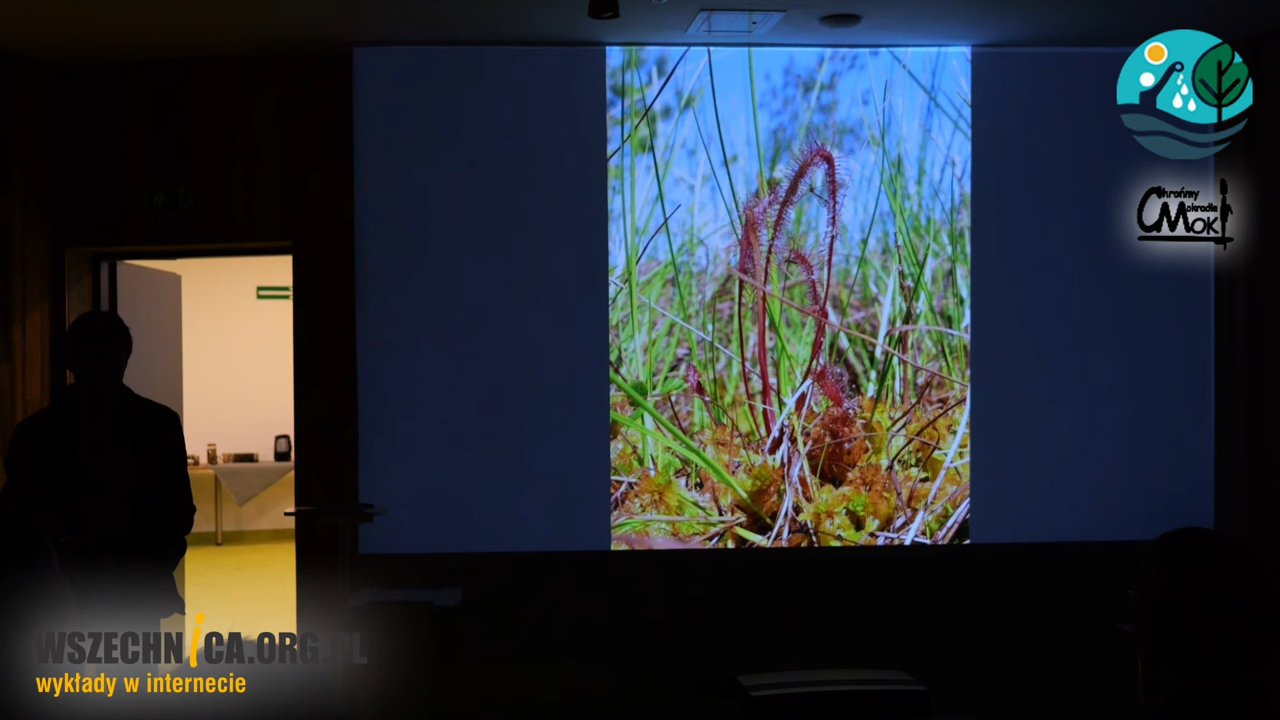 Chrońmy
Mokradła
CMok!
WSZECHNiCA.ORG.PL
wykłady w internecie